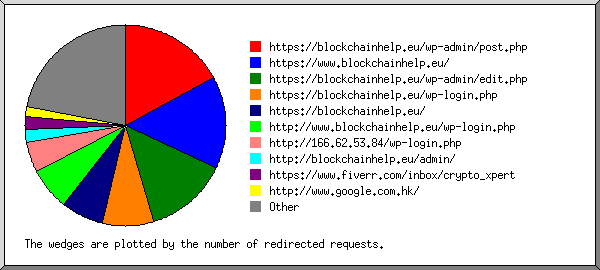 https://blockchainhelp.eu/wp-admin/post.php
https://www.blockchainhelp.eu/
https://blockchainhelp.eu/wp-admin/edit.php
https://blockchainhelp.eu/wp-login.php
https://blockchainhelp.eu/
http://www.blockchainhelp.eu/wp-login.php
http://166.62.53.84/wp-login.php
http://blockchainhelp.eu/admin/
https://www.fiverr.com/inbox/crypto_xpert
http://www.google.com.hk/
Other
The wedges are plotted by the number of redirected requests.